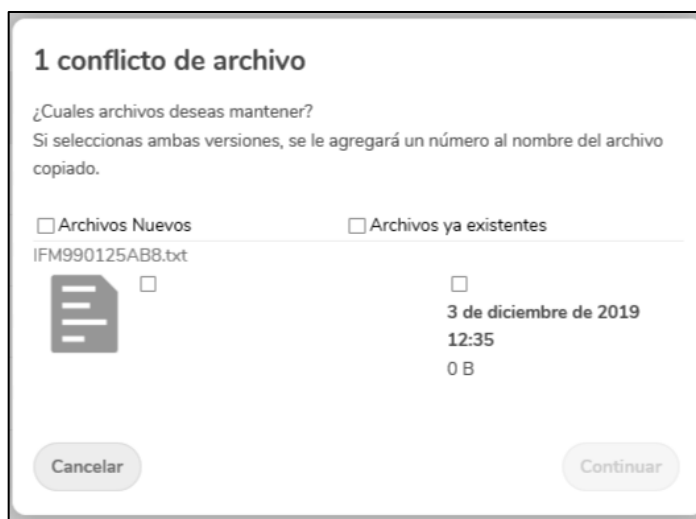 1 conflicto de archivo
¿Cuales archivos deseas mantener?
Si seleccionas ambas versiones, se le agregará un número al nombre del archivo
copiado.
Archivos Nuevos
Archivos ya existentes
IFM990125AB8.txt
3 de diciembre de 2019
12:35
0 B
Cancelar
Continuar